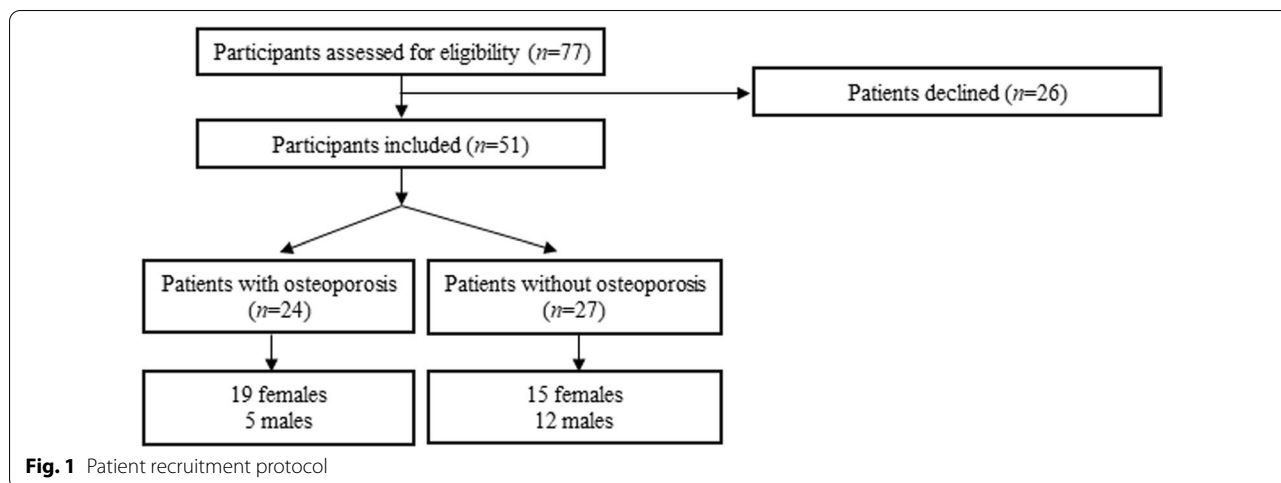 Participants assessed for eligibility (n=77)
Patients declined (n=26)
Participants included (n=51)
Patients with osteoporosis
(n=24)
Patients without osteoporosis
(n=27)
19 females
5 males
15 females
12 males
Fig. 1 Patient recruitment protocol